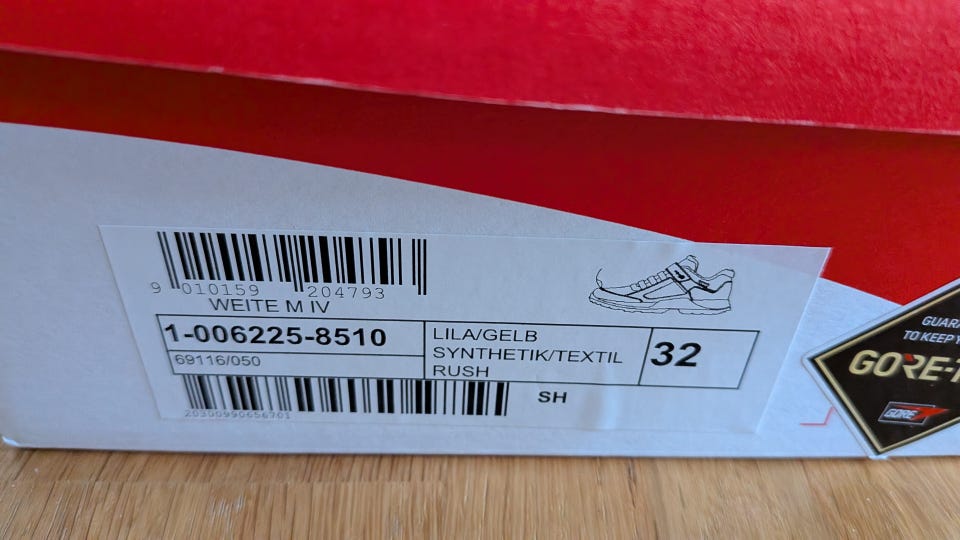 9 010159 204793
WEITE M IV
1-006225-8510
69116/050
LILA/GELB
SYNTHETIK/TEXTIL
RUSH
32
20300990656701
SH
TO KEEP
GORE